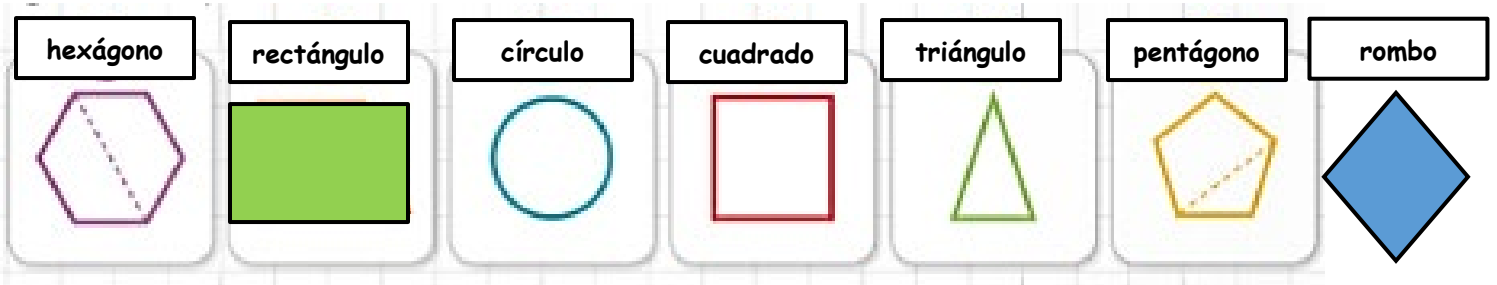 hexágono
rectángulo
círculo
cuadrado
triángulo
pentágono
rombo